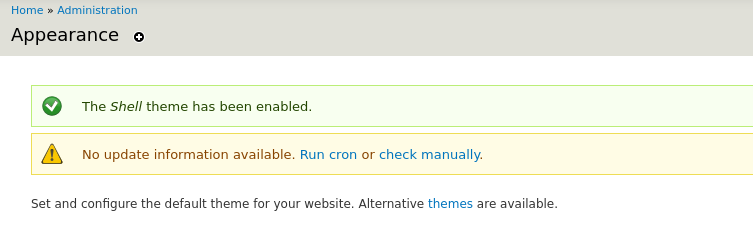 Home » Administration
Appearance
The Shell theme has been enabled.
No update information available. Run cron or check manually.
Set and configure the default theme for your website. Alternative themes are available.